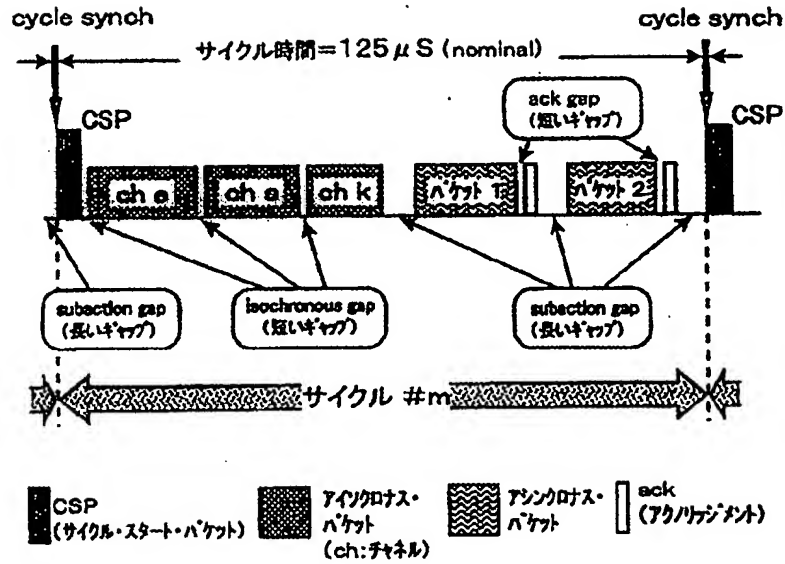 cycle synch
cycle synch
サイクル時間=125μS (nominal)
CSP
ack gap
(短いギャップ)
CSP
ch e
ch a
ch k
パケット 1
パケット 2
subaction gap
(長いギャップ)
isochronous gap
(短いギャップ)
subaction gap
(長いギャップ)
サイクル #m
CSP
(サイクル・スタート・パケット)
アイソクロナス・
パケット
(ch:チャネル)
アシンクロナス・
パケット
ack
(アクノリッジメント)